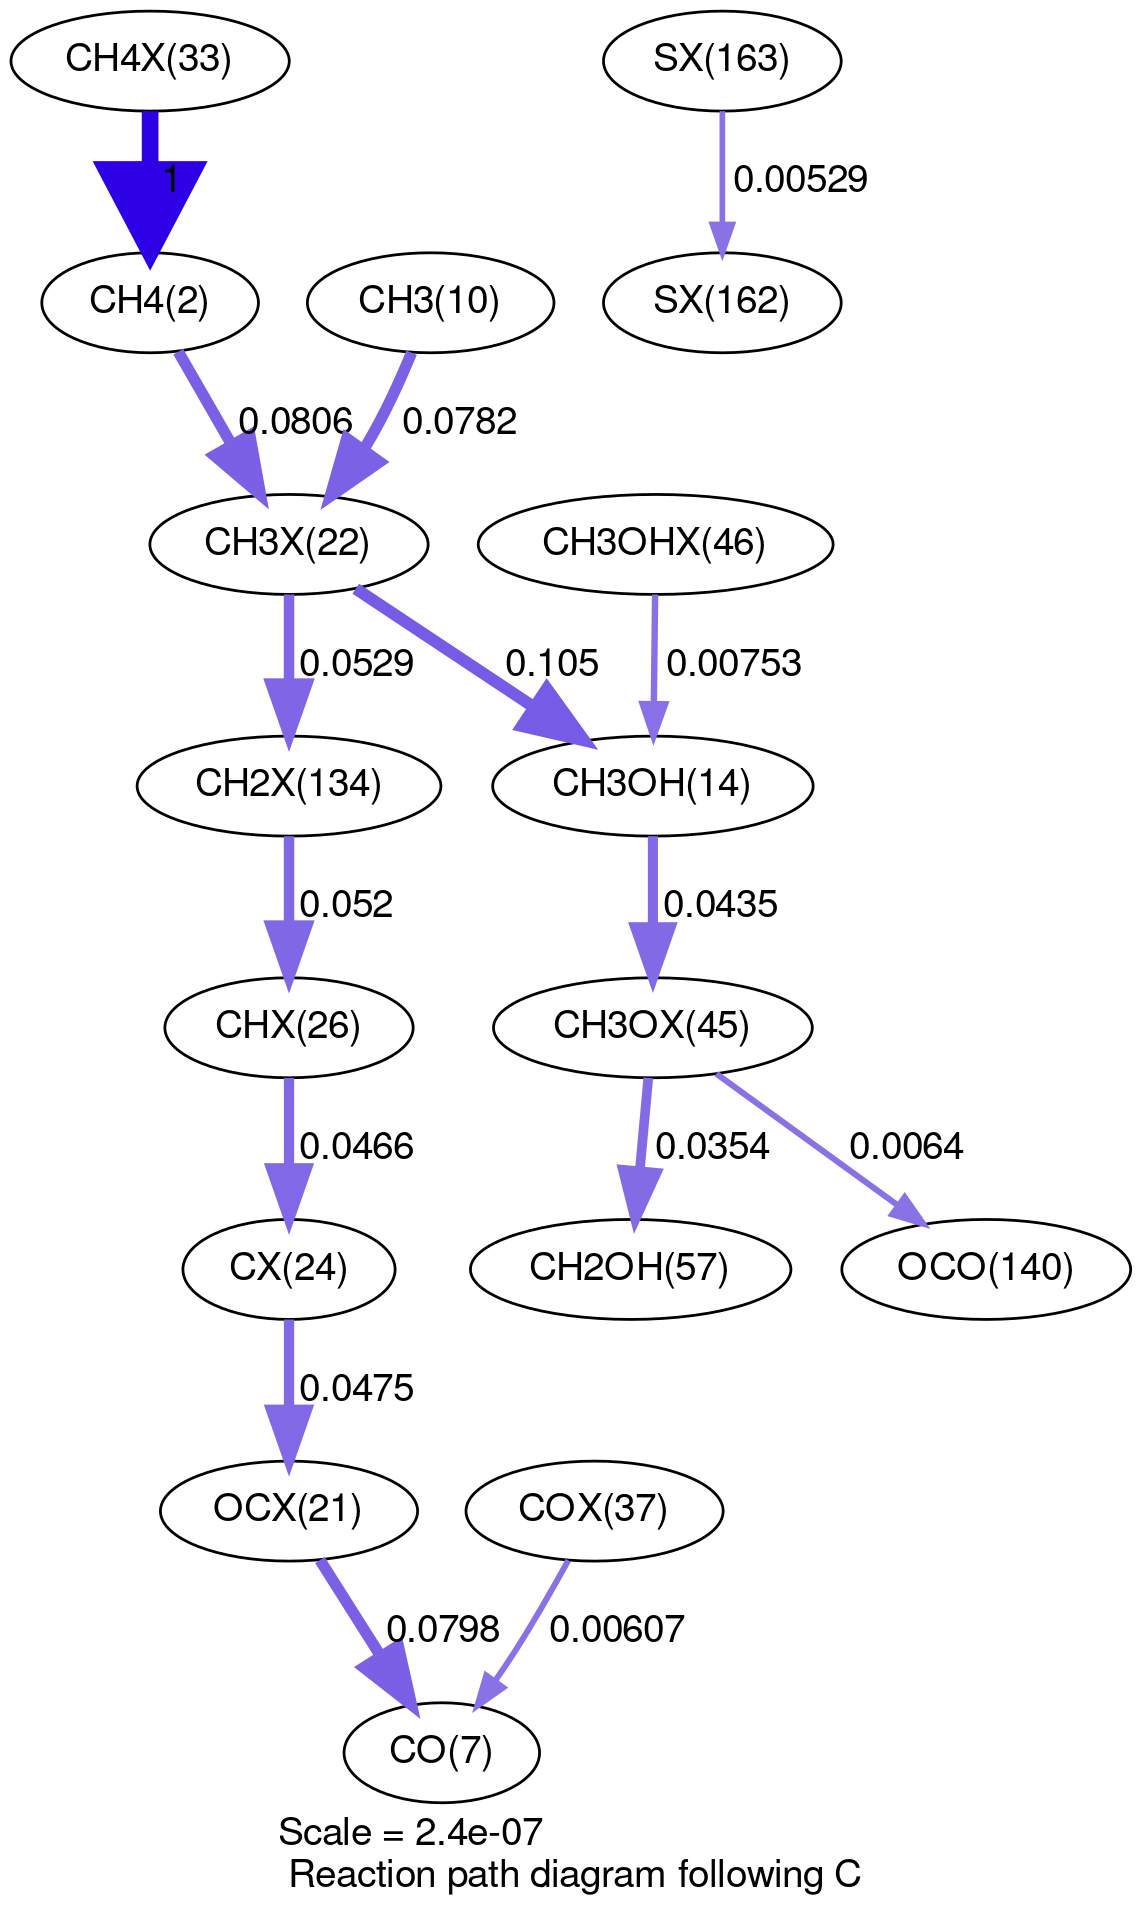 CH4X(33)
SX(163)
1
0.00529
CH4(2)
CH3(10)
SX(162)
0.0806
0.0782
CH3X(22)
CH3OHX(46)
0.0529
0.105
0.00753
CH2X(134)
CH3OH(14)
0.052
0.0435
CHX(26)
CH3OX(45)
0.0466
0.0354
0.0064
CX(24)
CH2OH(57)
OCO(140)
0.0475
OCX(21)
COX(37)
0.0798
0.00607
CO(7)
Scale = 2.4e-07
Reaction path diagram following C